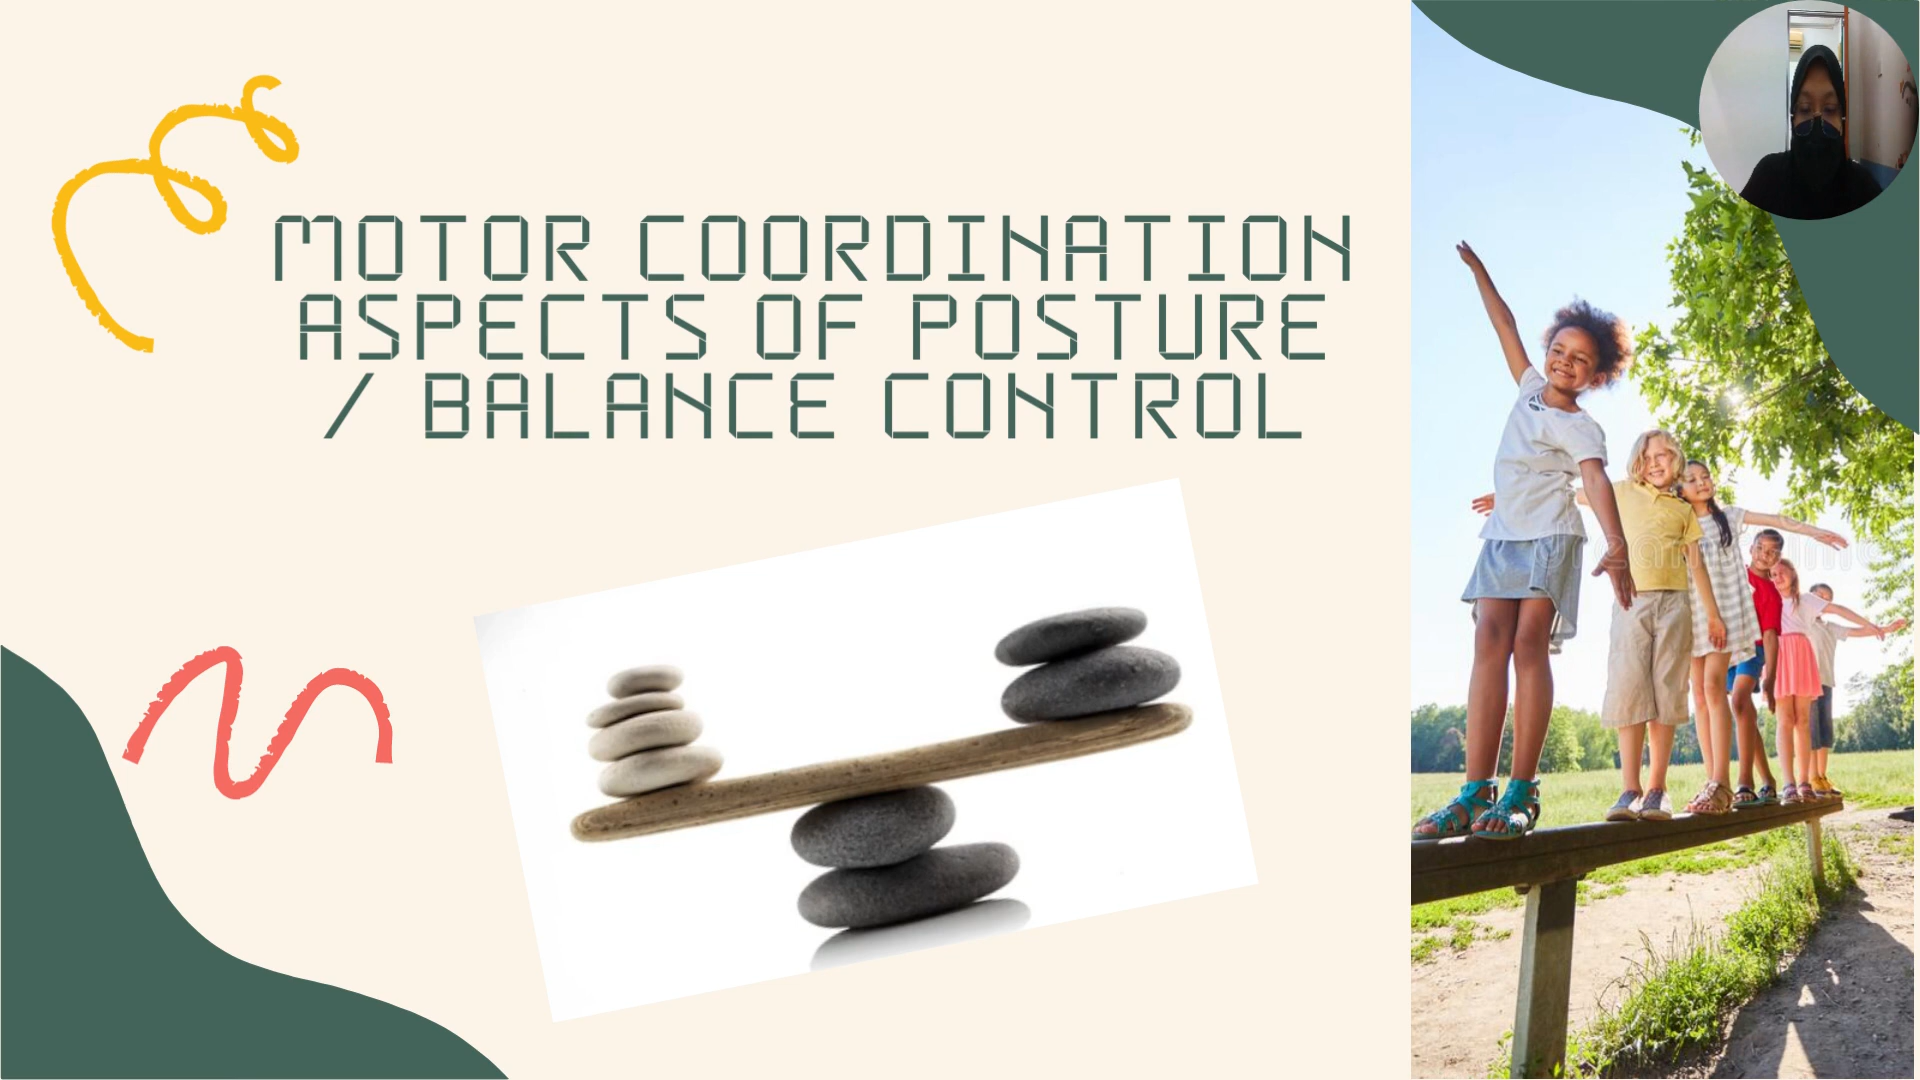 MOTOR COORDINATION
ASPECTS OF POSTURE
/ BALANCE CONTROL